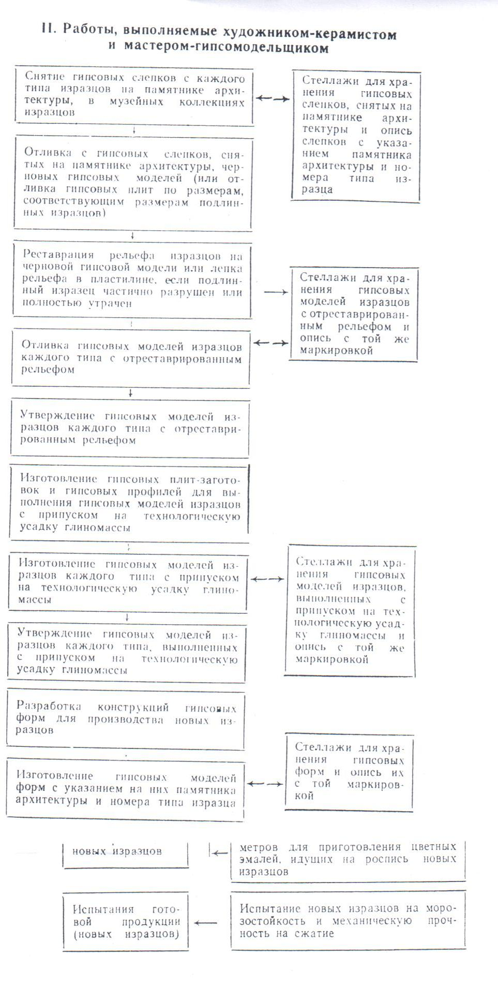 II. Работы, выполняемые художником-керамистом
и мастером-гипсомодельщиком
Снятие гипсовых слепков с каждого
типа изразцов на памятнике архи-
тектуры, в музейных коллекциях
изразцов
Стеллажи для хра-
нения гипсовых
слепков, снятых на
памятнике архи-
тектуры и опись
слепков с указа-
нием памятника
архитектуры и но-
мера типа из-
разца
Отливка с гипсовых слепков, сня-
тых на памятнике архитектуры, чер-
новых гипсовых моделей (или от-
ливка гипсовых плит по размерам,
соответствующим размерам подлин-
ных изразцов)
Реставрация рельефа изразцов на
черновой гипсовой модели или лепка
рельефа в пластилине, если подлин-
ный изразец частично разрушен или
полностью утрачен
Стеллажи для хра-
нения гипсовых
моделей изразцов
с отреставрирован-
ным рельефом и
опись с той же
маркировкой
Отливка гипсовых моделей изразцов
каждого типа с отреставрированным
рельефом
Утверждение гипсовых моделей из-
разцов каждого типа с отреставри-
рованным рельефом
Изготовление гипсовых плит-загото-
вок и гипсовых профилей для вы-
полнения гипсовых моделей изразцов
с припуском на технологическую
усадку глиномассы
Изготовление гипсовых моделей из-
разцов каждого типа с припуском
на технологическую усадку глино-
массы
Стеллажи для хра-
нения гипсовых
моделей изразцов,
выполненных с
припуском на тех-
нологическую усад-
ку глиномассы и
опись с той же
маркировкой
Утверждение гипсовых моделей из-
разцов каждого типа, выполненных
с припуском на технологическую
усадку глиномассы
Разработка конструкций гипсовых
форм для производства новых из-
разцов
Изготовление гипсовых моделей
форм с указанием на них памятника
архитектуры и номера типа изразца
Стеллажи для хра-
нения гипсовых
форм и опись их
с той маркиров-
кой
новых изразцов
метров для приготовления цветных
эмалей, идущих на роспись новых
изразцов
Испытания гото-
вой продукции
(новых изразцов)
Испытание новых изразцов на моро-
зостойкость и механическую проч-
ность на сжатие